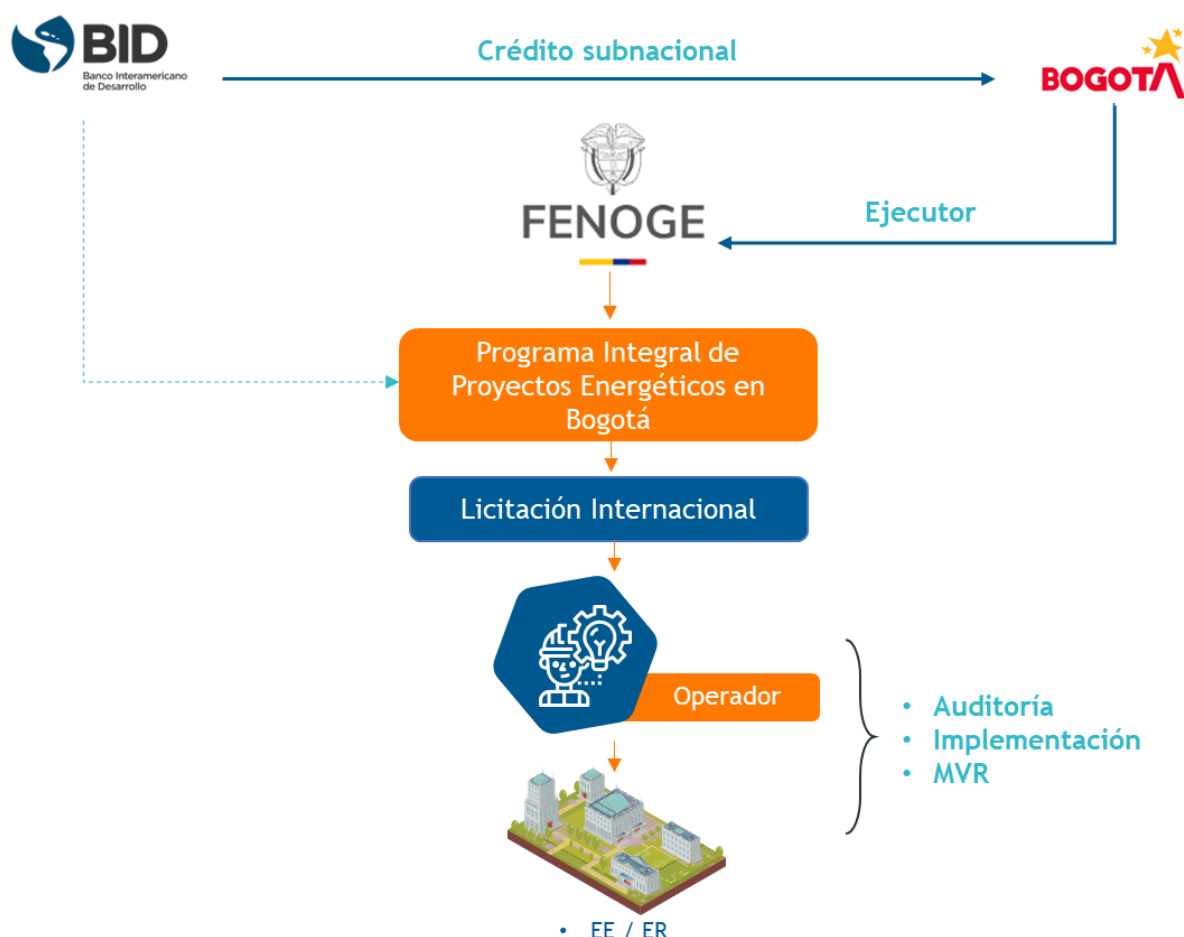 BID
Banco Interamericano
de Desarrollo
Crédito subnacional
BOGOTÁ
FENOGE
Ejecutor
Programa Integral de
Proyectos Energéticos en
Bogotá
Licitación Internacional
Operador
• Auditoría
• Implementación
• MVR
• EE / ER